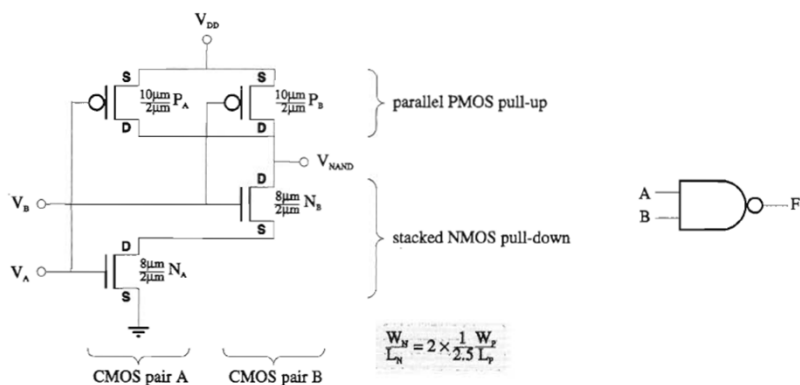 V_DD
S S
10μm/2μm P_A 10μm/2μm P_B
D D
parallel PMOS pull-up
V_NAND
D
V_B
8μm/2μm N_B
S
stacked NMOS pull-down
D
V_A
8μm/2μm N_A
S
A
B
F
W_N/L_N = 2 × 1/2.5 W_P/L_P
CMOS pair A CMOS pair B